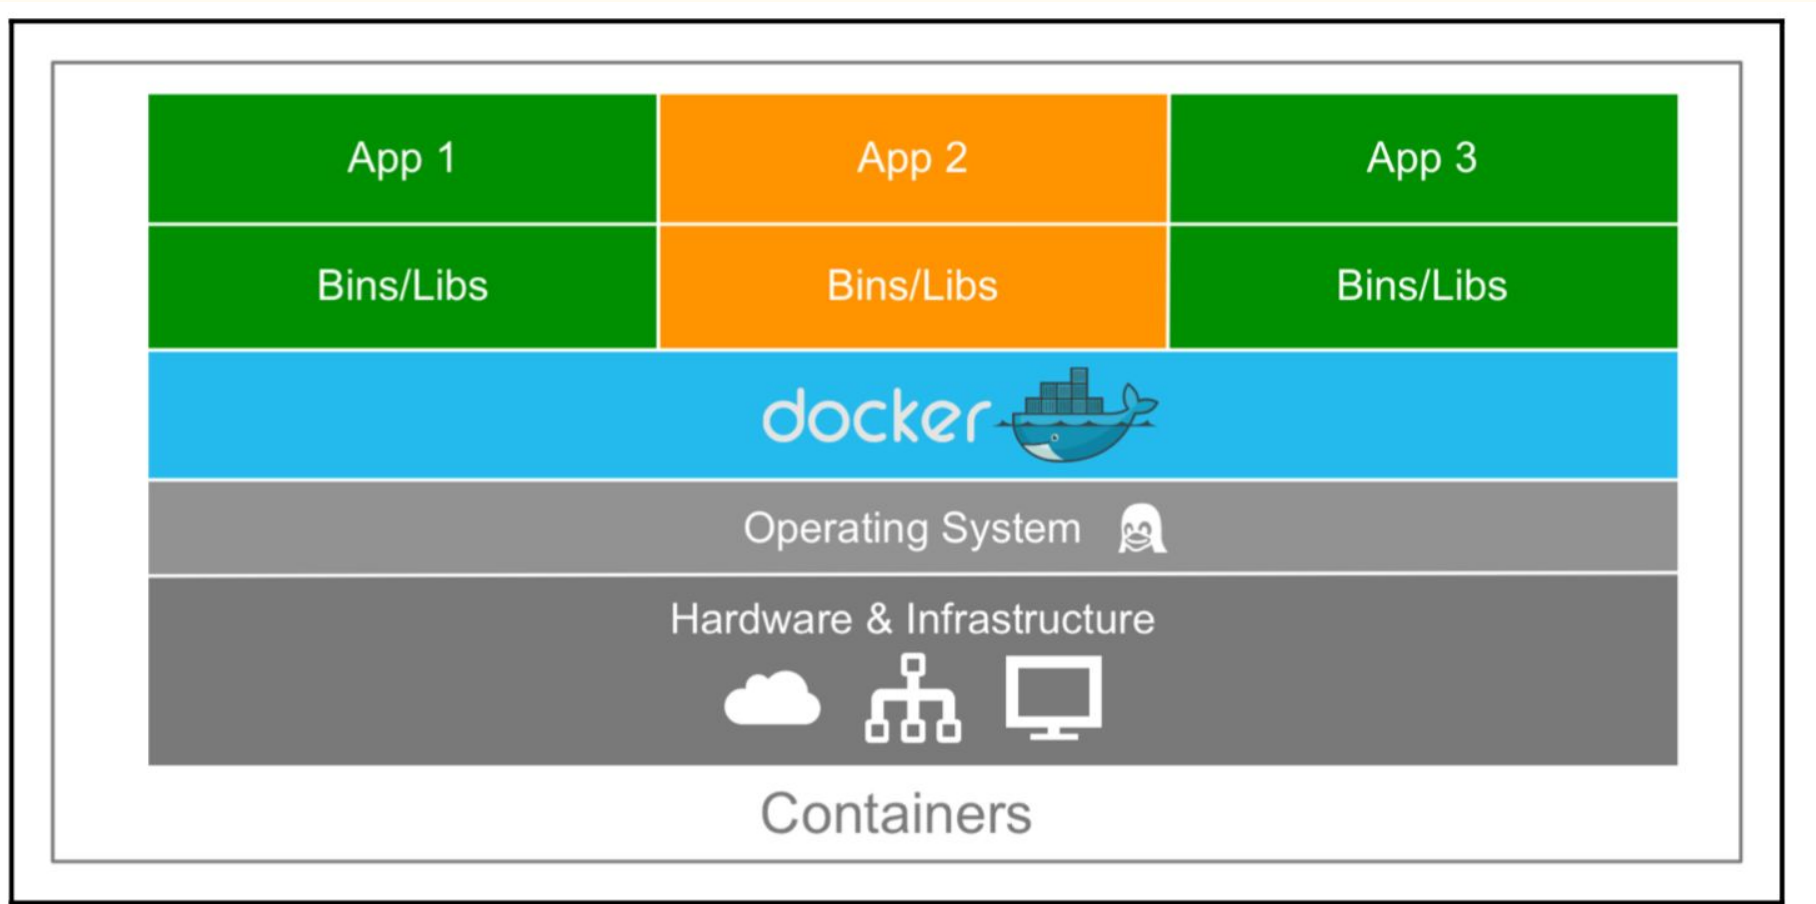 App 1
App 2
App 3
Bins/Libs
Bins/Libs
Bins/Libs
docker
Operating System
Hardware & Infrastructure
Containers